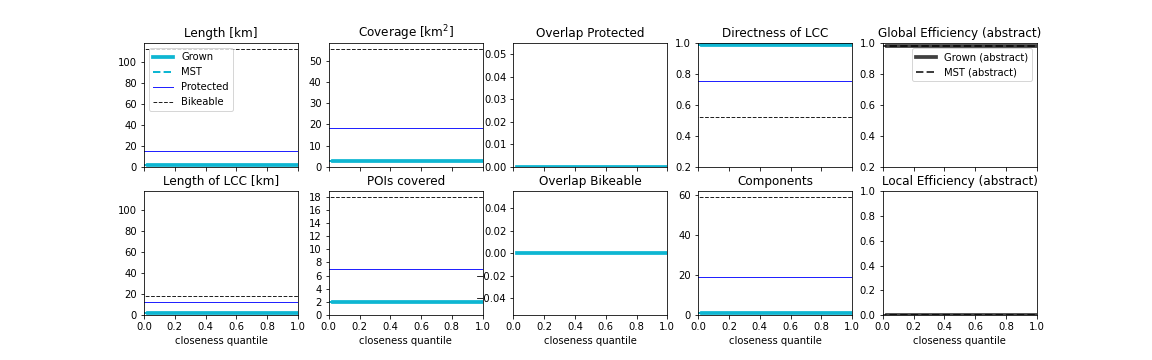 Length [km]
Coverage [km²]
Overlap Protected
Directness of LCC
Global Efficiency (abstract)
100
80
60
40
20
0
Grown
MST
Protected
Bikeable
50
40
30
20
10
0
0.05
0.04
0.03
0.02
0.01
0.00
1.0
0.8
0.6
0.4
0.2
1.0
0.8
0.6
0.4
0.2
Grown (abstract)
MST (abstract)
Length of LCC [km]
POIs covered
Overlap Bikeable
Components
Local Efficiency (abstract)
100
80
60
40
20
0
18
16
14
12
10
8
6
4
2
0
0.04
0.02
0.00
−0.02
−0.04
60
40
20
0
1.0
0.8
0.6
0.4
0.2
0.0
0.0 0.2 0.4 0.6 0.8 1.0
0.0 0.2 0.4 0.6 0.8 1.0
0.0 0.2 0.4 0.6 0.8 1.0
0.0 0.2 0.4 0.6 0.8 1.0
0.0 0.2 0.4 0.6 0.8 1.0
closeness quantile
closeness quantile
closeness quantile
closeness quantile
closeness quantile